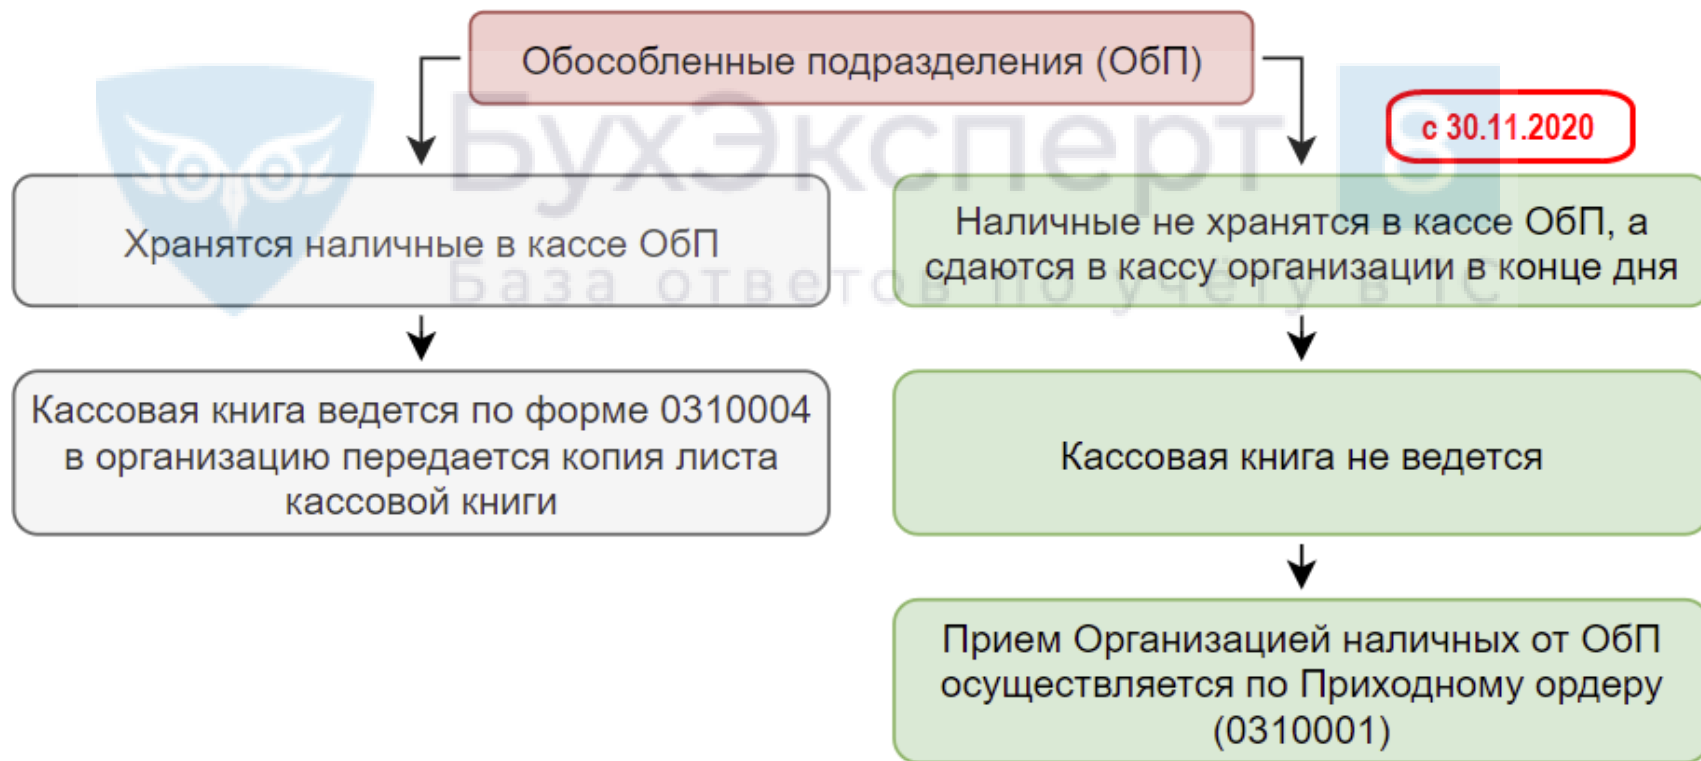 Обособленные подразделения (ОбП)
с 30.11.2020
БухЭксперт 8
База ответов по учёту в 1С
Хранятся наличные в кассе ОбП
Наличные не хранятся в кассе ОбП, а
сдаются в кассу организации в конце дня
Кассовая книга ведется по форме 0310004
в организацию передается копия листа
кассовой книги
Кассовая книга не ведется
Прием Организацией наличных от ОбП
осуществляется по Приходному ордеру
(0310001)